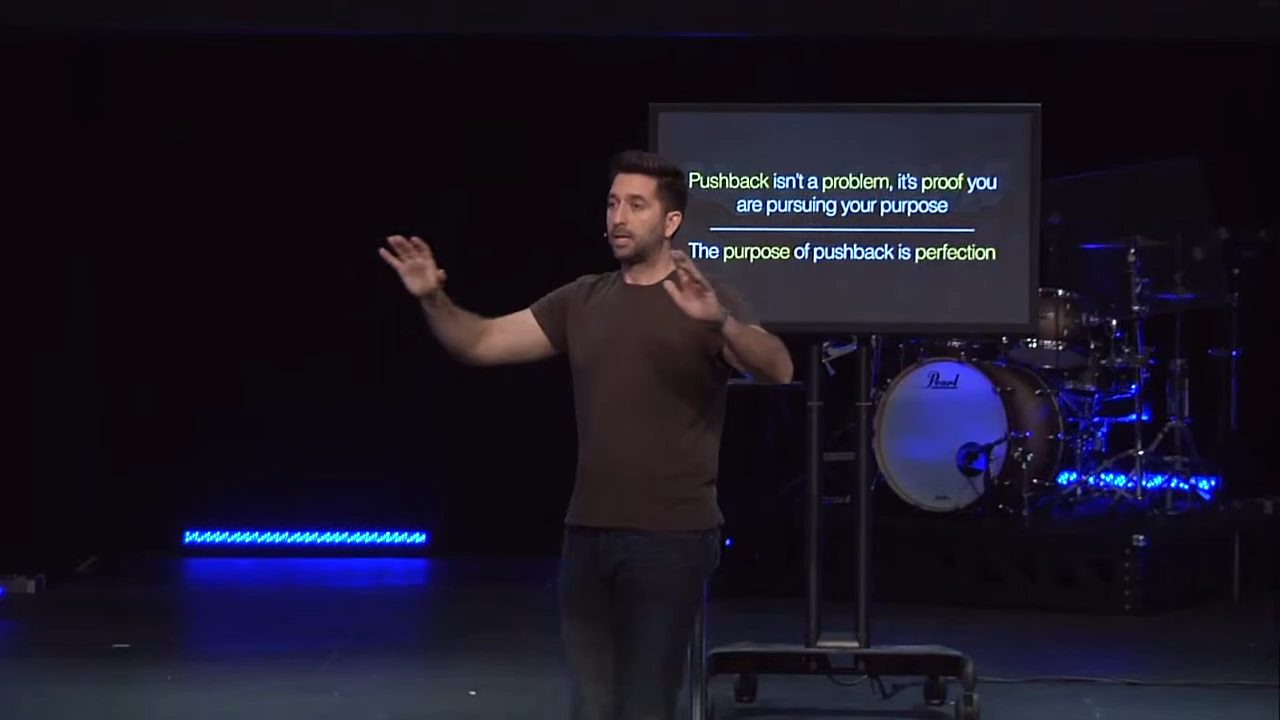 Pushback isn't a problem, it's proof you
are pursuing your purpose
The purpose of pushback is perfection
Pearl